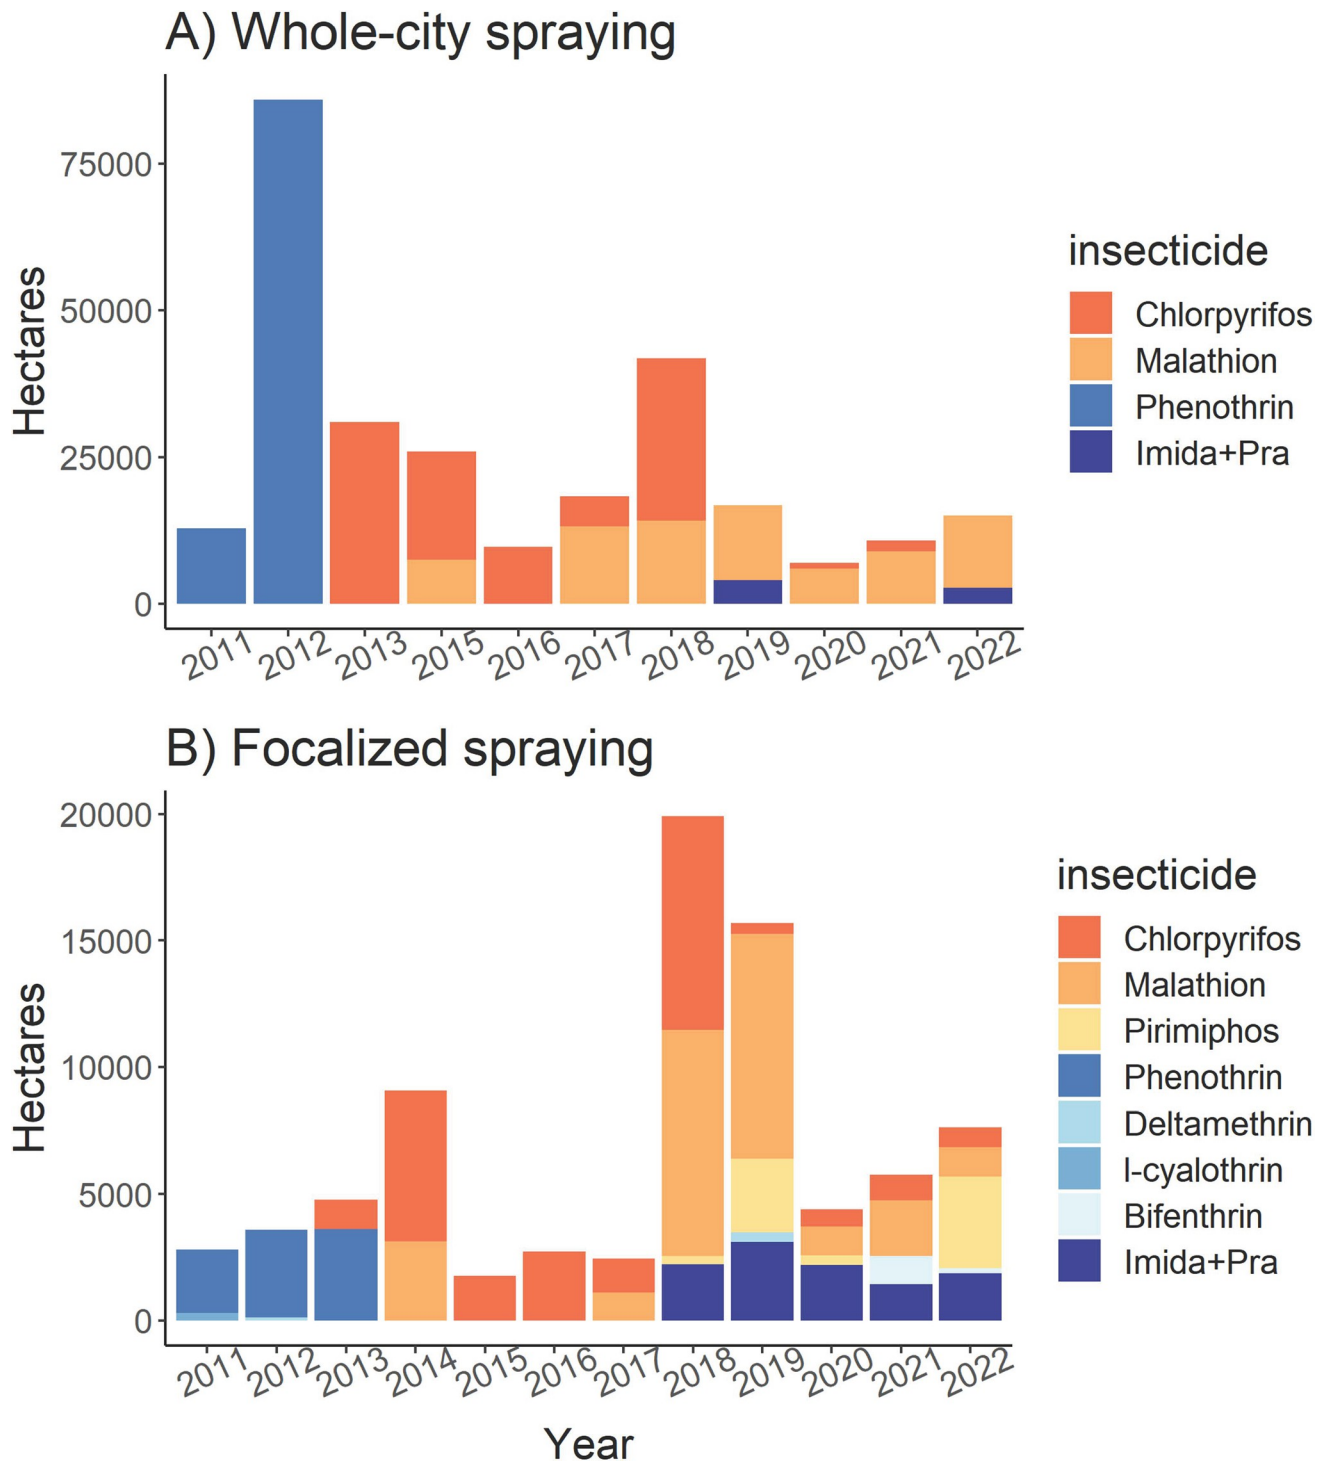 A) Whole-city spraying
Hectares
75000
50000
25000
0
2011 2012 2013 2015 2016 2017 2018 2019 2020 2021 2022
insecticide
Chlorpyrifos
Malathion
Phenothrin
Imida+Pra
B) Focalized spraying
Hectares
20000
15000
10000
5000
0
2011 2012 2013 2014 2015 2016 2017 2018 2019 2020 2021 2022
Year
insecticide
Chlorpyrifos
Malathion
Pirimiphos
Phenothrin
Deltamethrin
l-cyalothrin
Bifenthrin
Imida+Pra